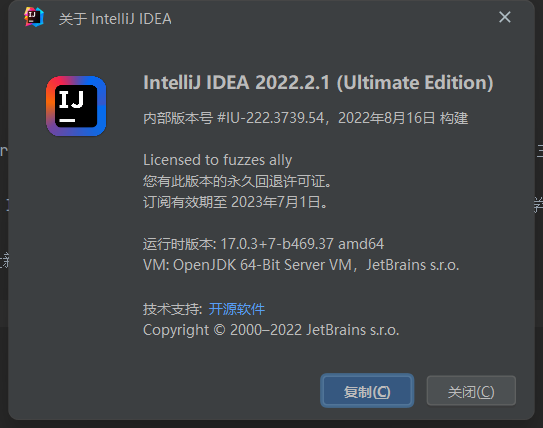 关于 IntelliJ IDEA
IJ
IntelliJ IDEA 2022.2.1 (Ultimate Edition)
内部版本号 #IU-222.3739.54，2022年8月16日 构建
Licensed to fuzzes ally
您有此版本的永久回退许可证。
订阅有效期至 2023年7月1日。
运行时版本: 17.0.3+7-b469.37 amd64
VM: OpenJDK 64-Bit Server VM，JetBrains s.r.o.
技术支持: 开源软件
Copyright © 2000–2022 JetBrains s.r.o.
复制(C)
关闭(C)